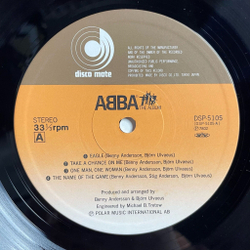 ALL RIGHTS OF THE MANUFACTURER
AND OF THE OWNER OF THE RECORDED
WORK RESERVED
UNAUTHORISED PUBLIC PERFORMANCE
BROADCASTING AND
COPYING OF THIS RECORD
disco mate
ABBA
THE ALBUM
STEREO
33⅓rpm
A
DSP-5105
1. EAGLE (Benny Andersson, Björn Ulvaeus)
2. TAKE A CHANCE ON ME (Benny Andersson, Björn Ulvaeus)
3. ONE MAN, ONE WOMAN (Benny Andersson, Björn Ulvaeus)
4. THE NAME OF THE GAME (Benny Andersson, Stig Anderson, Björn Ulvaeus)
Produced and arranged by
Benny Andersson & Björn Ulvaeus
Engineered by Michael B Tretow
Ⓟ POLAR MUSIC INTERNATIONAL AB